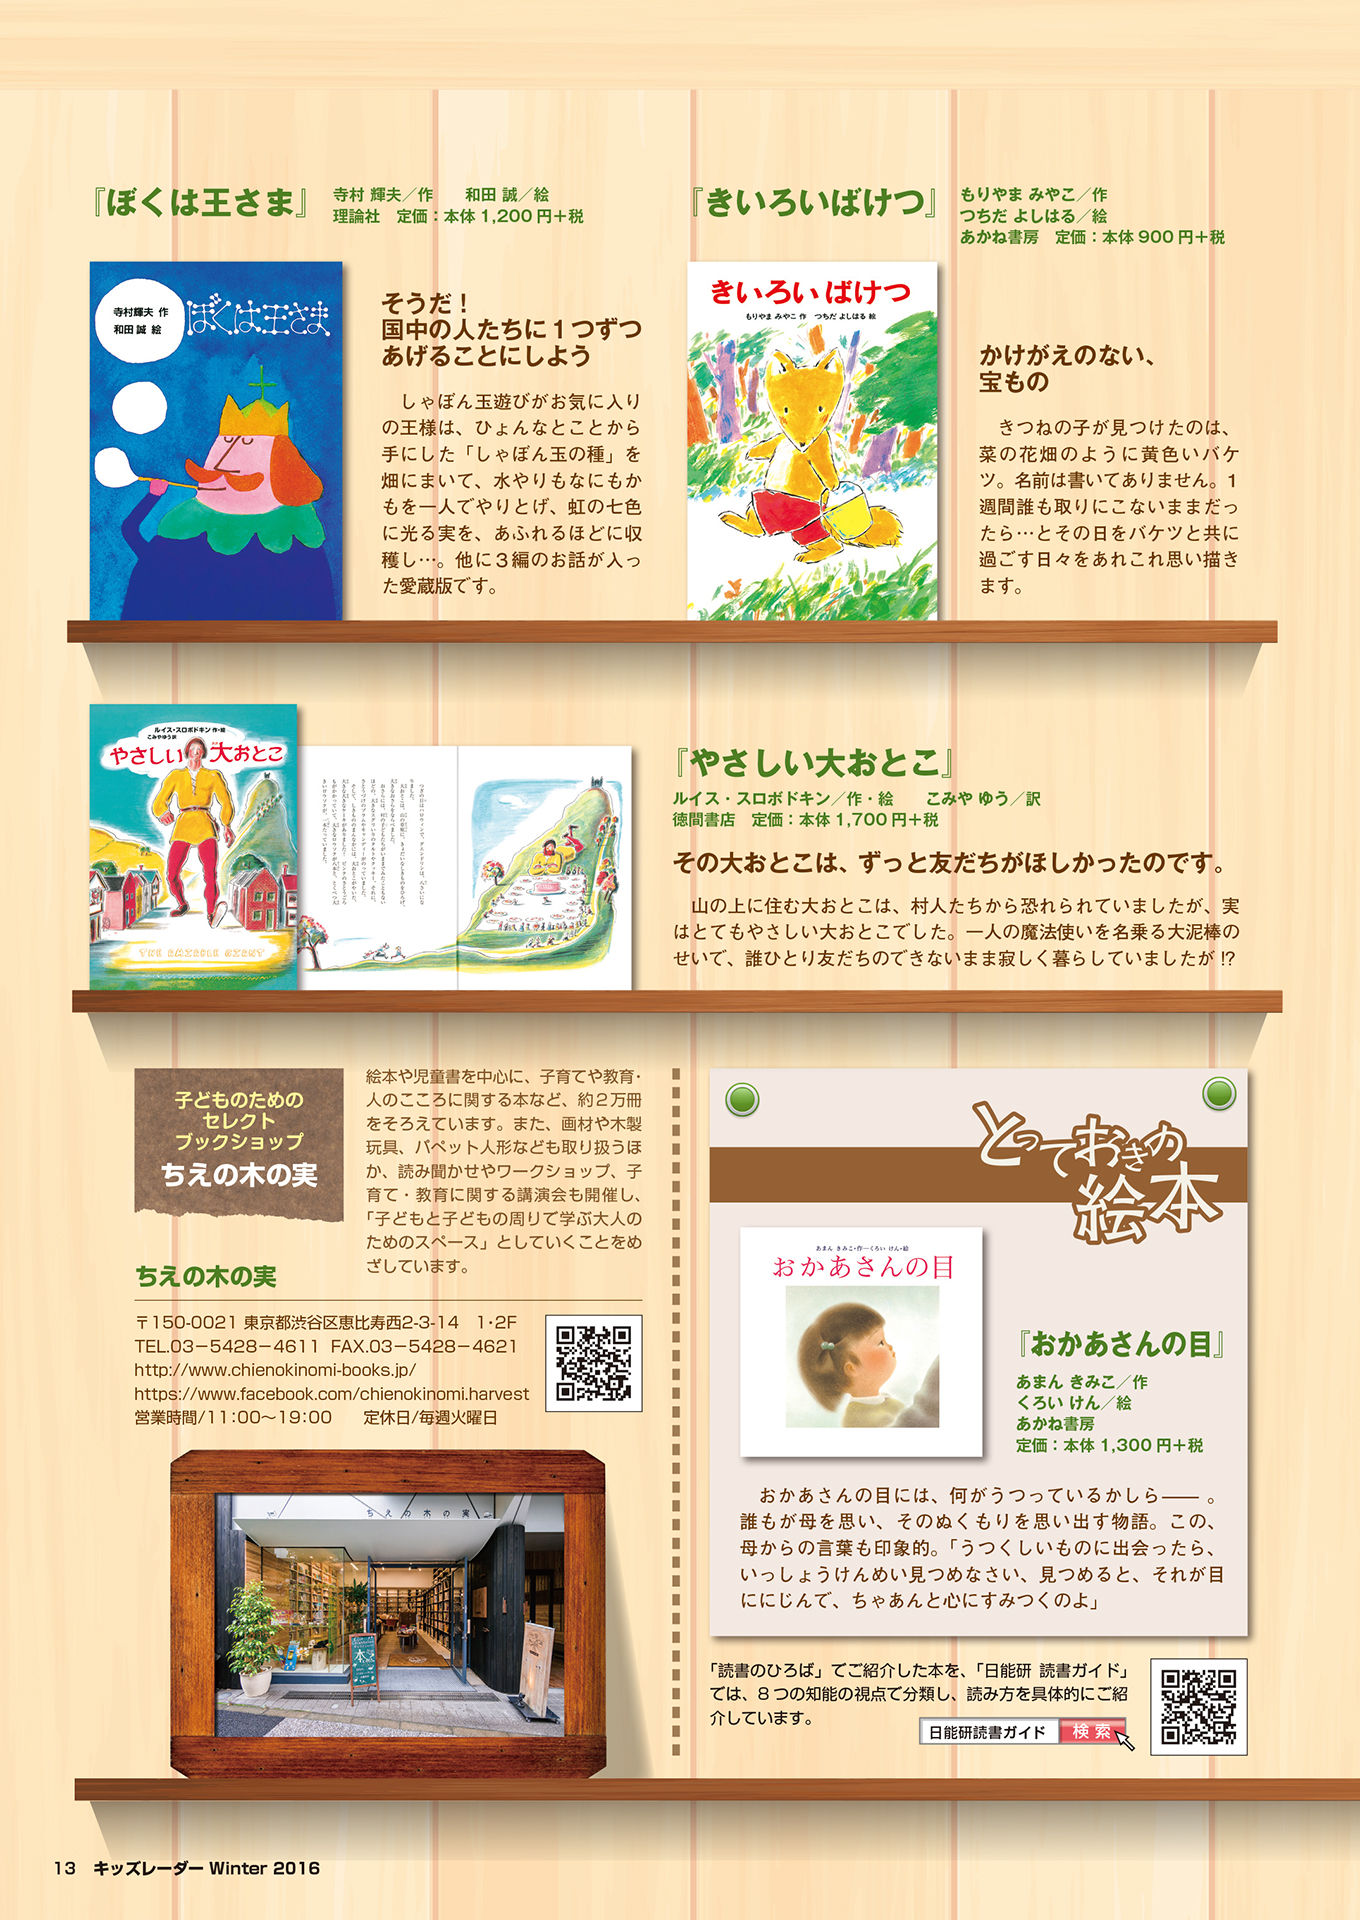 『ぼくは王さま』
寺村 輝夫／作　　和田 誠／絵
理論社　定価：本体 1,200 円＋税
寺村輝夫 作
和田 誠 絵
ぼくは王さま
そうだ！
国中の人たちに１つずつ
あげることにしよう
　しゃぼん玉遊びがお気に入り
の王様は、ひょんなとことから
手にした「しゃぼん玉の種」を
畑にまいて、水やりもなにもか
もを一人でやりとげ、虹の七色
に光る実を、あふれるほどに収
穫し…。他に３編のお話が入っ
た愛蔵版です。
『きいろいばけつ』
もりやま みやこ／作
つちだ よしはる／絵
あかね書房　定価：本体 900 円＋税
きいろいばけつ
もりやま みやこ 作　つちだ よしはる 絵
かけがえのない、
宝もの
　きつねの子が見つけたのは、
菜の花畑のように黄色いバケ
ツ。名前は書いてありません。1
週間誰も取りにこないままだっ
たら…とその日をバケツと共に
過ごす日々をあれこれ思い描き
ます。
ルイス・スロボドキン 作・絵
こみやゆう 訳
やさしい大おとこ
THE AMIABLE GIANT
『やさしい大おとこ』
ルイス・スロボドキン／作・絵　　こみや ゆう／訳
徳間書店　定価：本体 1,700 円＋税
その大おとこは、ずっと友だちがほしかったのです。
　山の上に住む大おとこは、村人たちから恐れられていましたが、実
はとてもやさしい大おとこでした。一人の魔法使いを名乗る大泥棒の
せいで、誰ひとり友だちのできないまま寂しく暮らしていましたが !?
子どものための
セレクト
ブックショップ
ちえの木の実
絵本や児童書を中心に、子育てや教育・
人のこころに関する本など、約２万冊
をそろえています。また、画材や木製
玩具、パペット人形なども取り扱うほ
か、読み聞かせやワークショップ、子
育て・教育に関する講演会も開催し、
「子どもと子どもの周りで学ぶ大人の
ためのスペース」としていくことをめ
ざしています。
ちえの木の実
〒150-0021 東京都渋谷区恵比寿西2-3-14　1・2F
TEL.03－5428－4611 FAX.03－5428－4621
http://www.chienokinomi-books.jp/
https://www.facebook.com/chienokinomi.harvest
営業時間/11：00〜19：00　　定休日/毎週火曜日
ちえの木の実
とっておきの
絵本
あまん きみこ・作―くろい けん・絵
おかあさんの目
『おかあさんの目』
あまん きみこ／作
くろい けん／絵
あかね書房
定価：本体 1,300 円＋税
　おかあさんの目には、何がうつっているかしら―― 。
誰もが母を思い、そのぬくもりを思い出す物語。この、
母からの言葉も印象的。「うつくしいものに出会ったら、
いっしょうけんめい見つめなさい、見つめると、それが目
ににじんで、ちゃあんと心にすみつくのよ」
「読書のひろば」でご紹介した本を、「日能研 読書ガイド」
では、８つの知能の視点で分類し、読み方を具体的にご紹
介しています。
日能研読書ガイド　検 索
13　キッズレーダー Winter 2016